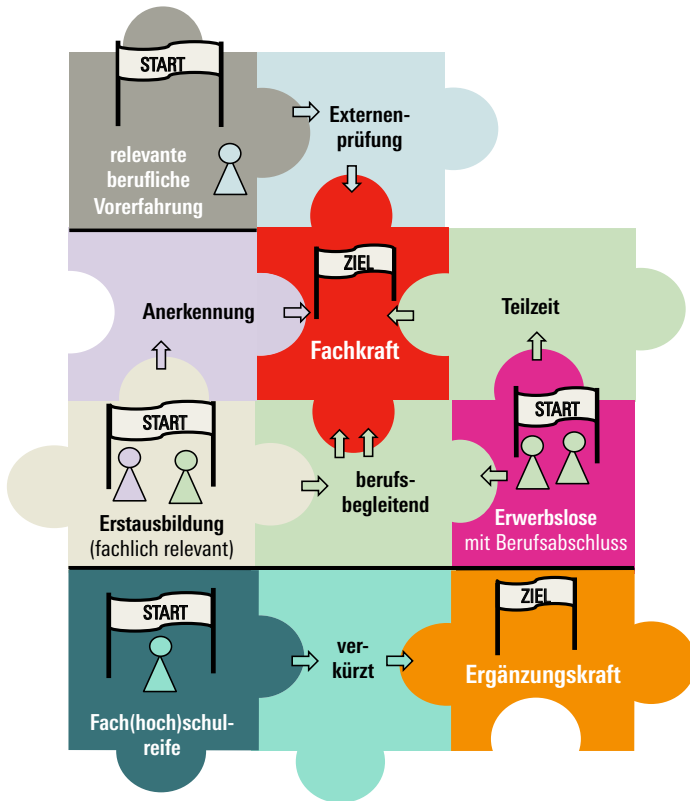 START
relevante
berufliche
Vorerfahrung
Externen-
prüfung
Anerkennung
ZIEL
Fachkraft
Teilzeit
START
Erstausbildung
(fachlich relevant)
berufs-
begleitend
START
Erwerbslose
mit Berufsabschluss
START
Fach(hoch)schul-
reife
ver-
kürzt
ZIEL
Ergänzungskraft